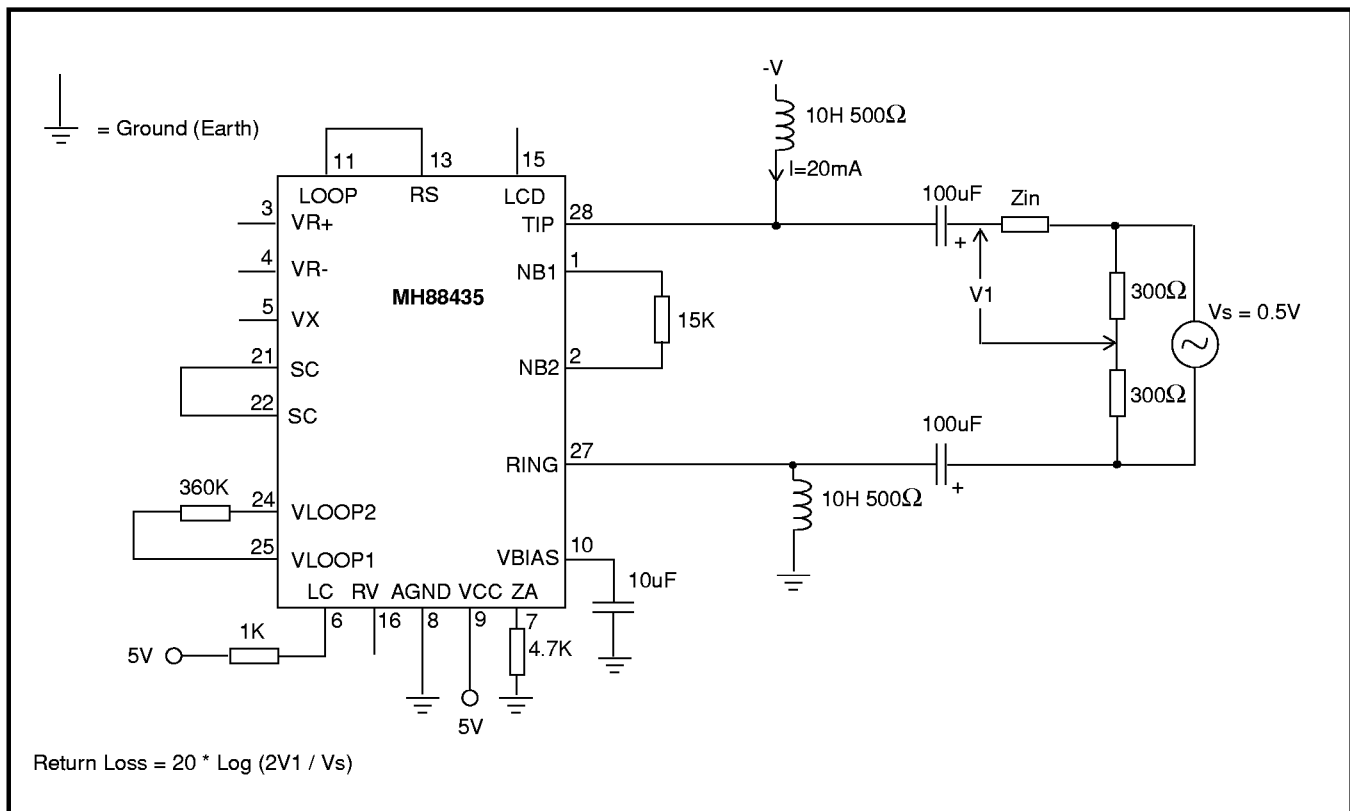 -V
10H 500Ω
= Ground (Earth)
I=20mA
11
13
15
LOOP
RS
LCD
100uF
Zin
3
VR+
TIP
28
+
4
VR-
NB1
1
MH88435
V1
300Ω
Vs = 0.5V
5
VX
15K
21
SC
NB2
2
22
SC
300Ω
100uF
RING
27
+
360K
24
VLOOP2
10H 500Ω
25
VLOOP1
VBIAS
10
10uF
LC
RV
AGND
VCC
ZA
6
16
8
9
7
1K
5V
4.7K
5V
Return Loss = 20 * Log (2V1 / Vs)